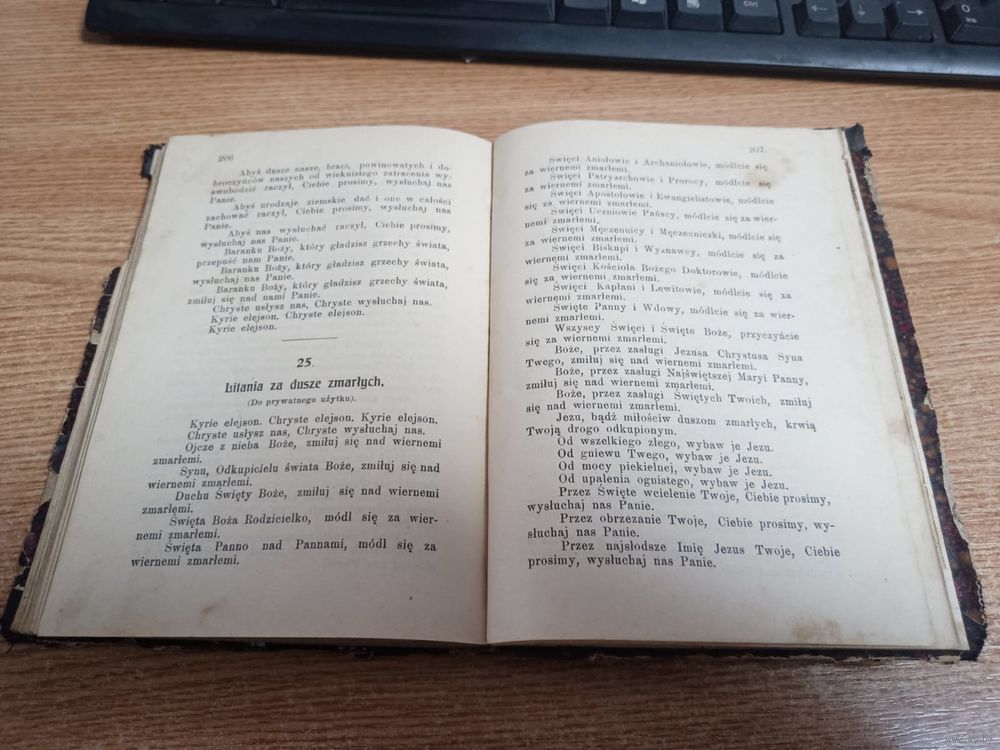 206
Abyś dusze nasze, braci, powinowatych i do-
broczyńców naszych od wiekuistego zatracenia wy-
swobodzić raczył, Ciebie prosimy, wysłuchaj nas
Panie.
Abyś urodzaje ziemskie dać i one w całości
zachować raczył, Ciebie prosimy, wysłuchaj nas
Panie.
Abyś nas wysłuchać raczył, Ciebie prosimy,
wysłuchaj nas Panie.
Baranku Boży, który gładzisz grzechy świata,
przepuść nam Panie.
Baranku Boży, który gładzisz grzechy świata,
wysłuchaj nas Panie.
Baranku Boży, który gładzisz grzechy świata,
zmiłuj się nad nami Panie.
Chryste usłysz nas, Chryste wysłuchaj nas.
Kyrie elejson. Chryste elejson.
Kyrie elejson.
25.
Litania za dusze zmarłych.
(Do prywatnego użytku).
Kyrie elejson. Chryste elejson. Kyrie elejson.
Chryste usłysz nas, Chryste wysłuchaj nas.
Ojcze z nieba Boże, zmiłuj się nad wiernemi
zmarłemi.
Synu, Odkupicielu świata Boże, zmiłuj się nad
wiernemi zmarłemi.
Duchu Święty Boże, zmiłuj się nad wiernemi
zmarłemi.
Święta Boża Rodzicielko, módl się za wier-
nemi zmarłemi.
Święta Panno nad Pannami, módl się za
wiernemi zmarłemi.
207
Święci Aniołowie i Archaniołowie, módlcie się
za wiernemi zmarłemi.
Święci Patryarchowie i Prorocy, módlcie się
za wiernemi zmarłemi.
Święci Apostołowie i Ewangielistowie, módlcie
się za wiernemi zmarłemi.
Święci Uczniowie Pańscy, módlcie się za wier-
nemi zmarłemi.
Święci Męczennicy i Męczenniczki, módlcie się
za wiernemi zmarłemi.
Święci Biskupi i Wyznawcy, módlcie się za
wiernemi zmarłemi.
Święci Kościoła Bożego Doktorowie, módlcie
się za wiernemi zmarłemi.
Święci Kapłani i Lewitowie, módlcie się za
wiernemi zmarłemi.
Święte Panny i Wdowy, módlcie się za wier-
nemi zmarłemi.
Wszyscy Święci i Święte Boże, przyczyńcie
się za wiernemi zmarłemi.
Boże, przez zasługi Jezusa Chrystusa Syna
Twego, zmiłuj się nad wiernemi zmarłemi.
Boże, przez zasługi Najświętszej Maryi Panny,
zmiłuj się nad wiernemi zmarłemi.
Boże, przez zasługi Świętych Twoich, zmiłuj
się nad wiernemi zmarłemi.
Jezu, bądź miłościw duszom zmarłych, krwią
Twoją drogo odkupionym.
Od wszelkiego złego, wybaw je Jezu.
Od gniewu Twego, wybaw je Jezu.
Od mocy piekielnej, wybaw je Jezu.
Od upalenia ognistego, wybaw je Jezu.
Przez Święte wcielenie Twoje, Ciebie prosimy,
wysłuchaj nas Panie.
Przez obrzezanie Twoje, Ciebie prosimy, wy-
słuchaj nas Panie.
Przez najsłodsze Imię Jezus Twoje, Ciebie
prosimy, wysłuchaj nas Panie.